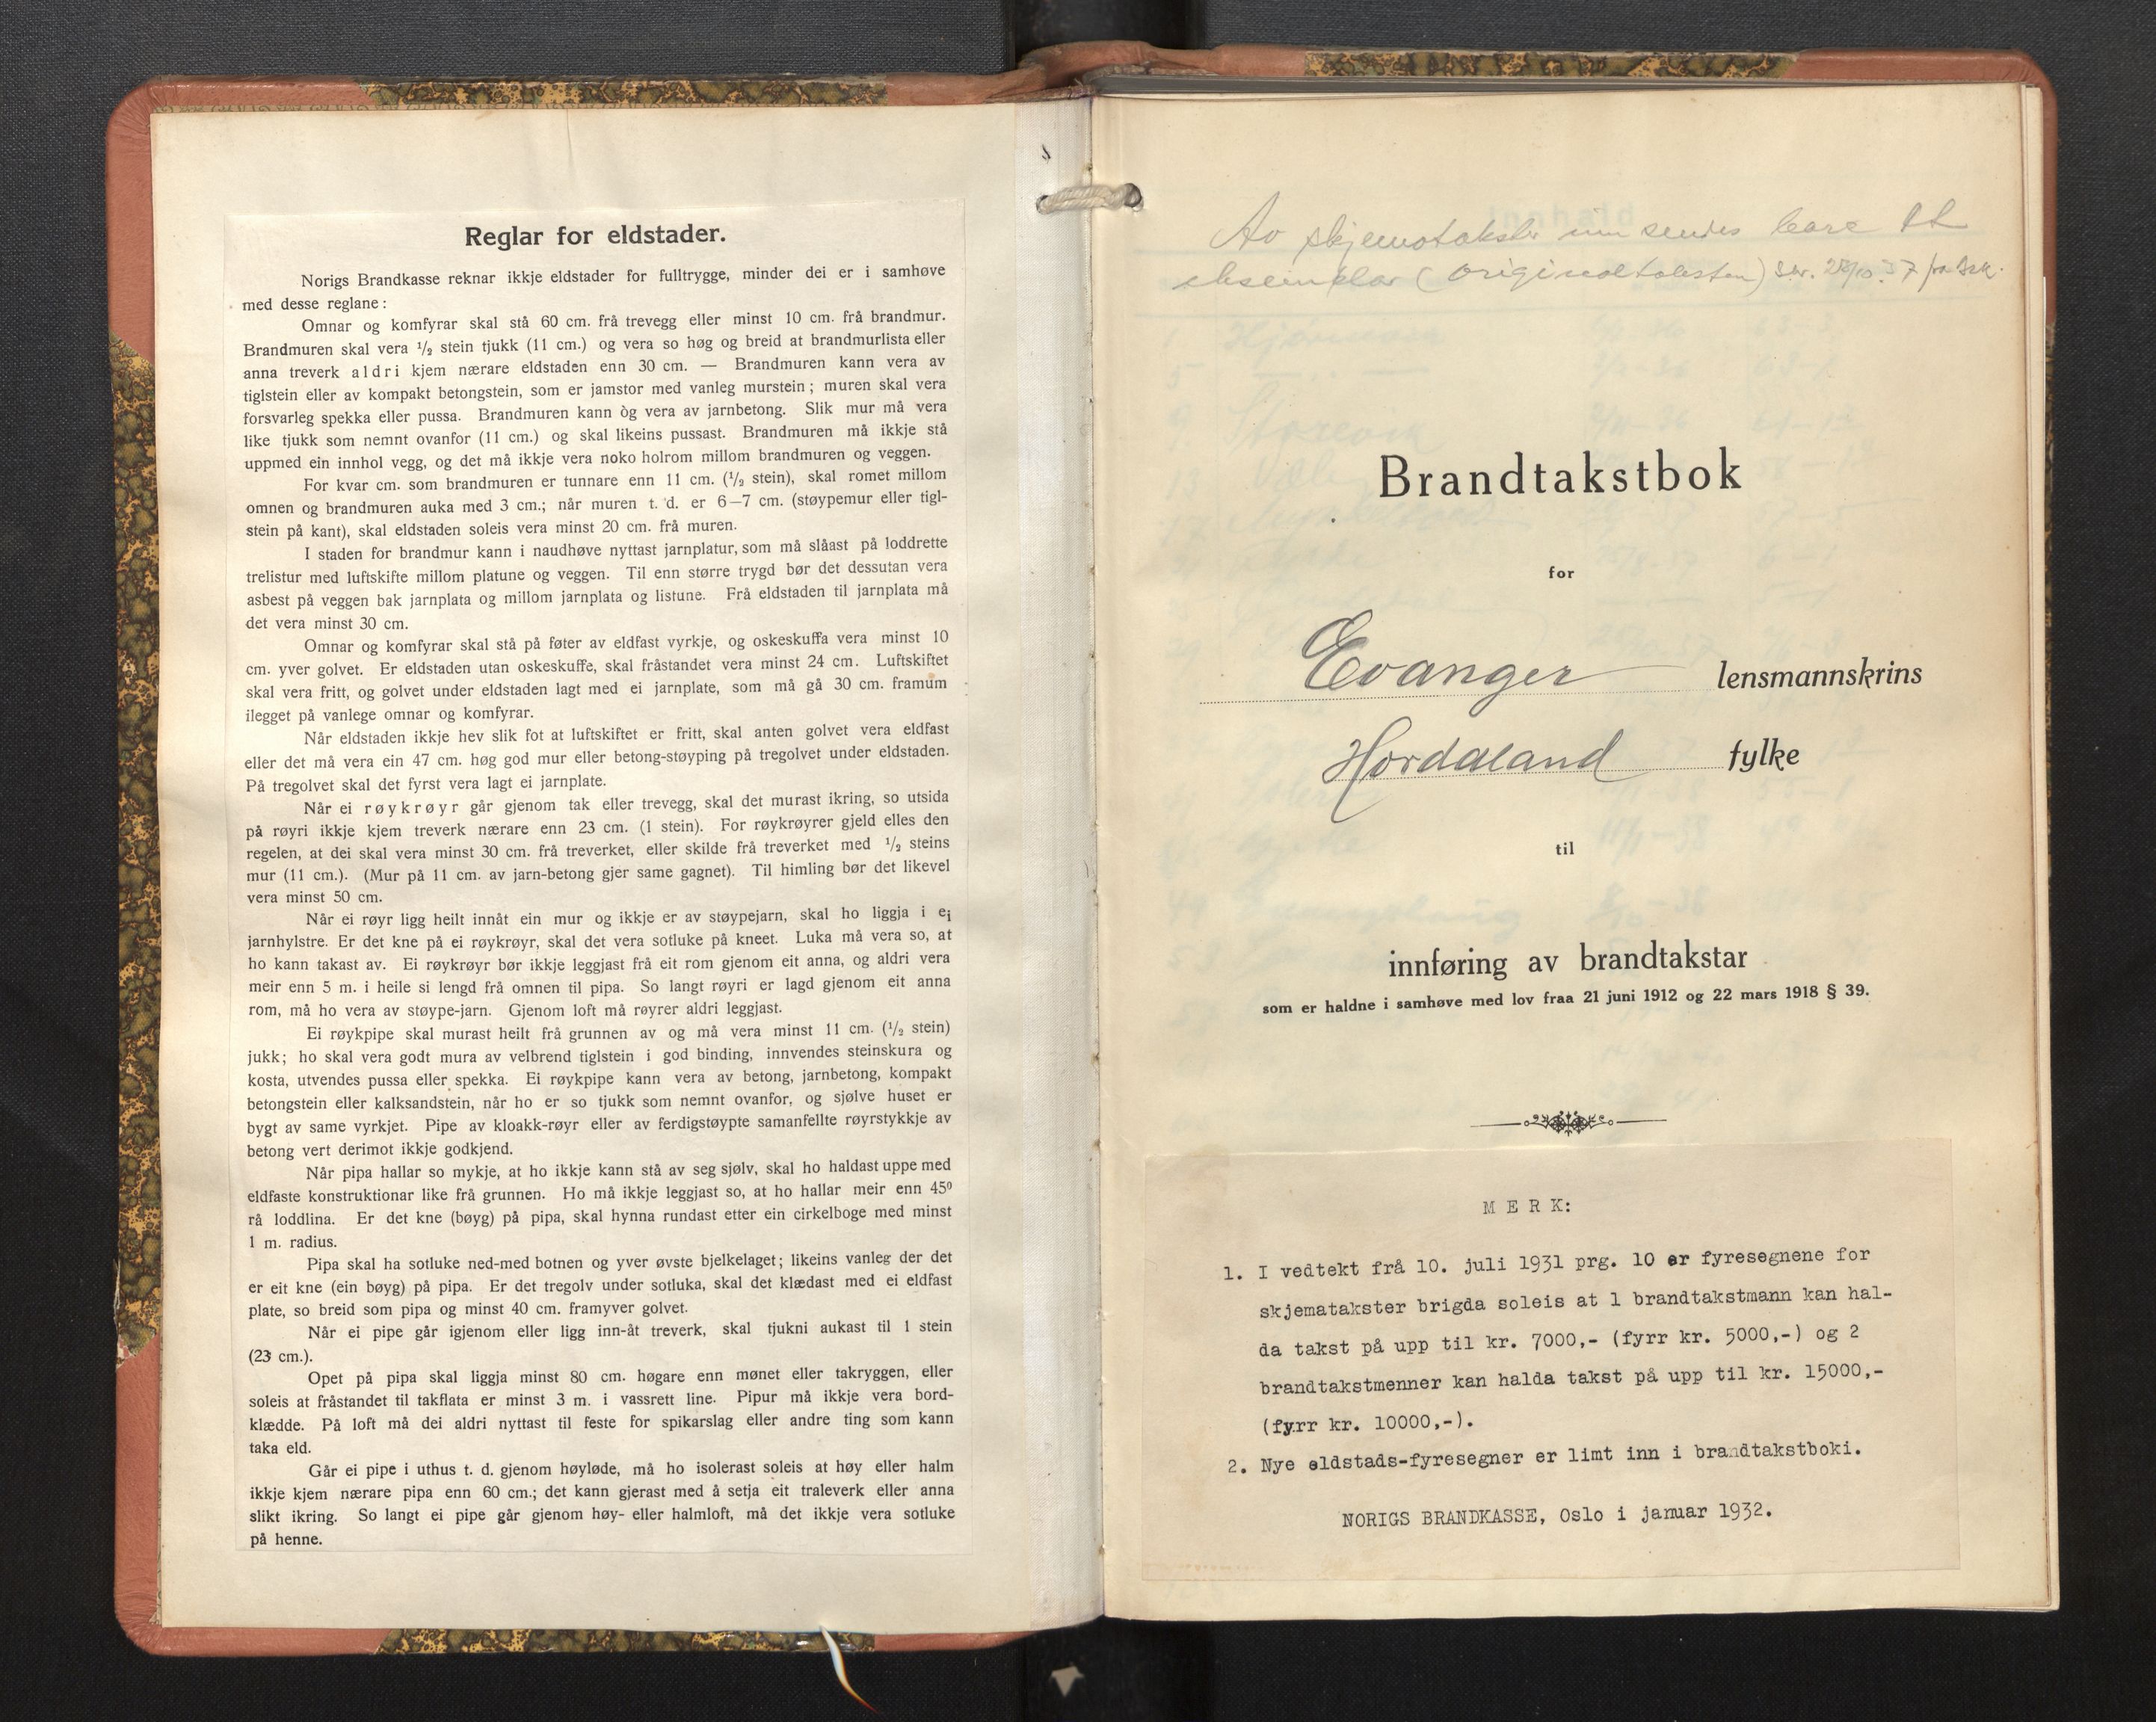 Reglar for eldstader.
Norigs Brandkasse reknar ikkje eldstader for fulltrygge, minder dei er i samhøve
med desse reglane:
Omnar og komfyrar skal stå 60 cm. frå trevegg eller minst 10 cm. frå brandmur.
Brandmuren skal vera 1/2 stein tjukk (11 cm.) og vera so høg og breid at brandmurlista eller
anna treverk aldri kjem nærare eldstaden enn 30 cm. — Brandmuren kann vera av
tiglstein eller av kompakt betongstein, som er jamstor med vanleg murstein; muren skal vera
forsvarleg spekka eller pussa. Brandmuren kann òg vera av jarnbetong. Slik mur må vera
like tjukk som nemnt ovanfor (11 cm.) og skal likeins pussast. Brandmuren må ikkje stå
uppmed ein innhol vegg, og det må ikkje vera noko holrom millom brandmuren og veggen.
For kvar cm. som brandmuren er tunnare enn 11 cm. (1/2 stein), skal romet millom
omnen og brandmuren auka med 3 cm.; når muren t. d. er 6—7 cm. (støypemur eller tigl-
stein på kant), skal eldstaden soleis vera minst 20 cm. frå muren.
I staden for brandmur kann i naudhøve nyttast jarnplatur, som må slåast på loddrette
trelistur med luftskifte millom platune og veggen. Til enn større trygd bør det dessutan vera
asbest på veggen bak jarnplata og millom jarnplata og listune. Frå eldstaden til jarnplata må
det vera minst 30 cm.
Omnar og komfyrar skal stå på føter av eldfast vyrkje, og oskeskuffa vera minst 10
cm. yver golvet. Er eldstaden utan oskeskuffe, skal fråstandet vera minst 24 cm. Luftskiftet
skal vera fritt, og golvet under eldstaden lagt med ei jarnplate, som må gå 30 cm. framum
ilegget på vanlege omnar og komfyrar.
Når eldstaden ikkje hev slik fot at luftskiftet er fritt, skal anten golvet vera eldfast
eller det må vera ein 47 cm. høg god mur eller betong-støyping på tregolvet under eldstaden.
På tregolvet skal det fyrst vera lagt ei jarnplate.
Når ei røykrøyr går gjenom tak eller trevegg, skal det murast ikring, so utsida
på røyri ikkje kjem treverk nærare enn 23 cm. (1 stein). For røykrøyrer gjeld elles den
regelen, at dei skal vera minst 30 cm. frå treverket, eller skilde frå treverket med 1/2 steins
mur (11 cm.). (Mur på 11 cm. av jarn-betong gjer same gagnet). Til himling bør det likevel
vera minst 50 cm.
Når ei røyr ligg heilt innåt ein mur og ikkje er av støypejarn, skal ho liggja i ei
jarnhylstre. Er det kne på ei røykrøyr, skal det vera sotluke på kneet. Luka må vera so, at
ho kann takast av. Ei røykrøyr bør ikkje leggjast frå eit rom gjenom eit anna, og aldri vera
meir enn 5 m. i heile si lengd frå omnen til pipa. So langt røyri er lagd gjenom eit anna
rom, må ho vera av støype-jarn. Gjenom loft må røyrer aldri leggjast.
Ei røykpipe skal murast heilt frå grunnen av og må vera minst 11 cm. (1/2 stein)
jukk; ho skal vera godt mura av velbrend tiglstein i god binding, innvendes steinskura og
kosta, utvendes pussa eller spekka. Ei røykpipe kann vera av betong, jarnbetong, kompakt
betongstein eller kalksandstein, når ho er so tjukk som nemnt ovanfor, og sjølve huset er
bygt av same vyrkjet. Pipe av kloakk-røyr eller av ferdigstøypte samanfellte røyrstykkje av
betong vert derimot ikkje godkjend.
Når pipa hallar so mykje, at ho ikkje kann stå av seg sjølv, skal ho haldast uppe med
eldfaste konstruktionar like frå grunnen. Ho må ikkje leggjast so, at ho hallar meir enn 45⁰
rå loddlina. Er det kne (bøyg) på pipa, skal hynna rundast etter ein cirkelboge med minst
1 m. radius.
Pipa skal ha sotluke ned-med botnen og yver øvste bjelkelaget; likeins vanleg der det
er eit kne (ein bøyg) på pipa. Er det tregolv under sotluka, skal det klædast med ei eldfast
plate, so breid som pipa og minst 40 cm. framyver golvet.
Når ei pipe går igjenom eller ligg inn-åt treverk, skal tjukni aukast til 1 stein
(23 cm.).
Opet på pipa skal liggja minst 80 cm. høgare enn mønet eller takryggen, eller
soleis at fråstandet til takflata er minst 3 m. i vassrett line. Pipur må ikkje vera bord-
klædde. På loft må dei aldri nyttast til feste for spikarslag eller andre ting som kann
taka eld.
Går ei pipe i uthus t. d. gjenom høyløde, må ho isolerast soleis at høy eller halm
ikkje kjem nærare pipa enn 60 cm.; det kann gjerast med å setja eit traleverk eller anna
slikt ikring. So langt ei pipe går gjenom høy- eller halmloft, må det ikkje vera sotluke
på henne.
Av skjematakster innsendes bare et
eksemplar (originaltaksten) Skr. 28/10 37 fra
Brandtakstbok
for
Evanger lensmannskrins
Hordaland fylke
til
innføring av brandtakstar
som er haldne i samhøve med lov fraa 21 juni 1912 og 22 mars 1918 § 39.
MERK:
1. I vedtekt frå 10. juli 1931 prg. 10 er fyresegnene for
skjematakster brigda soleis at 1 brandtakstmann kan hal-
da takst på upp til kr. 7000,- (fyrr kr. 5000,-) og 2
brandtakstmenner kan halda takst på upp til kr. 15000,-
(fyrr kr. 10000,-).
2. Nye eldstads-fyresegner er limt inn i brandtakstboki.
NORIGS BRANDKASSE, Oslo i januar 1932.